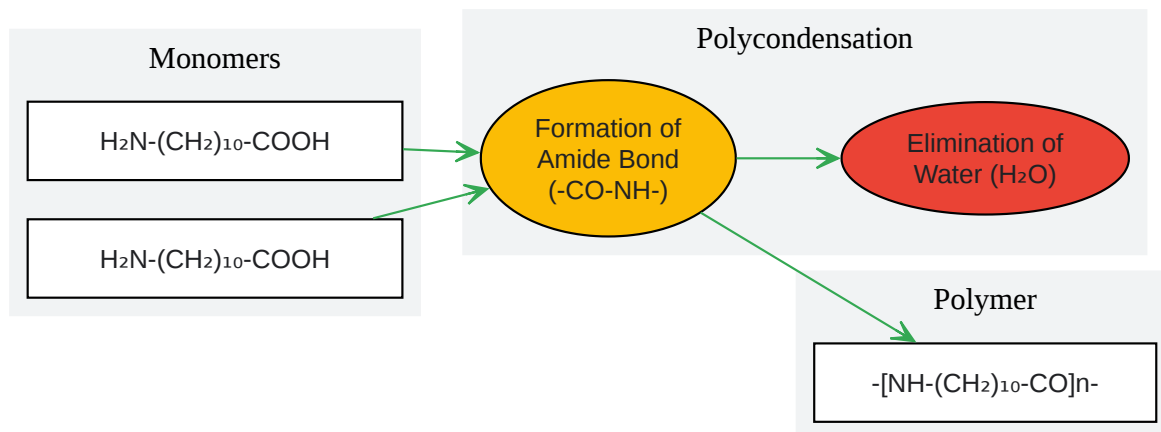 Monomers
H₂N-(CH₂)₁₀-COOH
H₂N-(CH₂)₁₀-COOH
Polycondensation
Formation of
Amide Bond
(-CO-NH-)
Elimination of
Water (H₂O)
Polymer
-[NH-(CH₂)₁₀-CO]n-